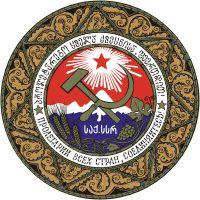 პროლეტარებო ყველა ქვეყნისა, შეერთდით!
საქ.სსრ
ПРОЛЕТАРИИ ВСЕХ СТРАН, СОЕДИНЯЙТЕСЬ!